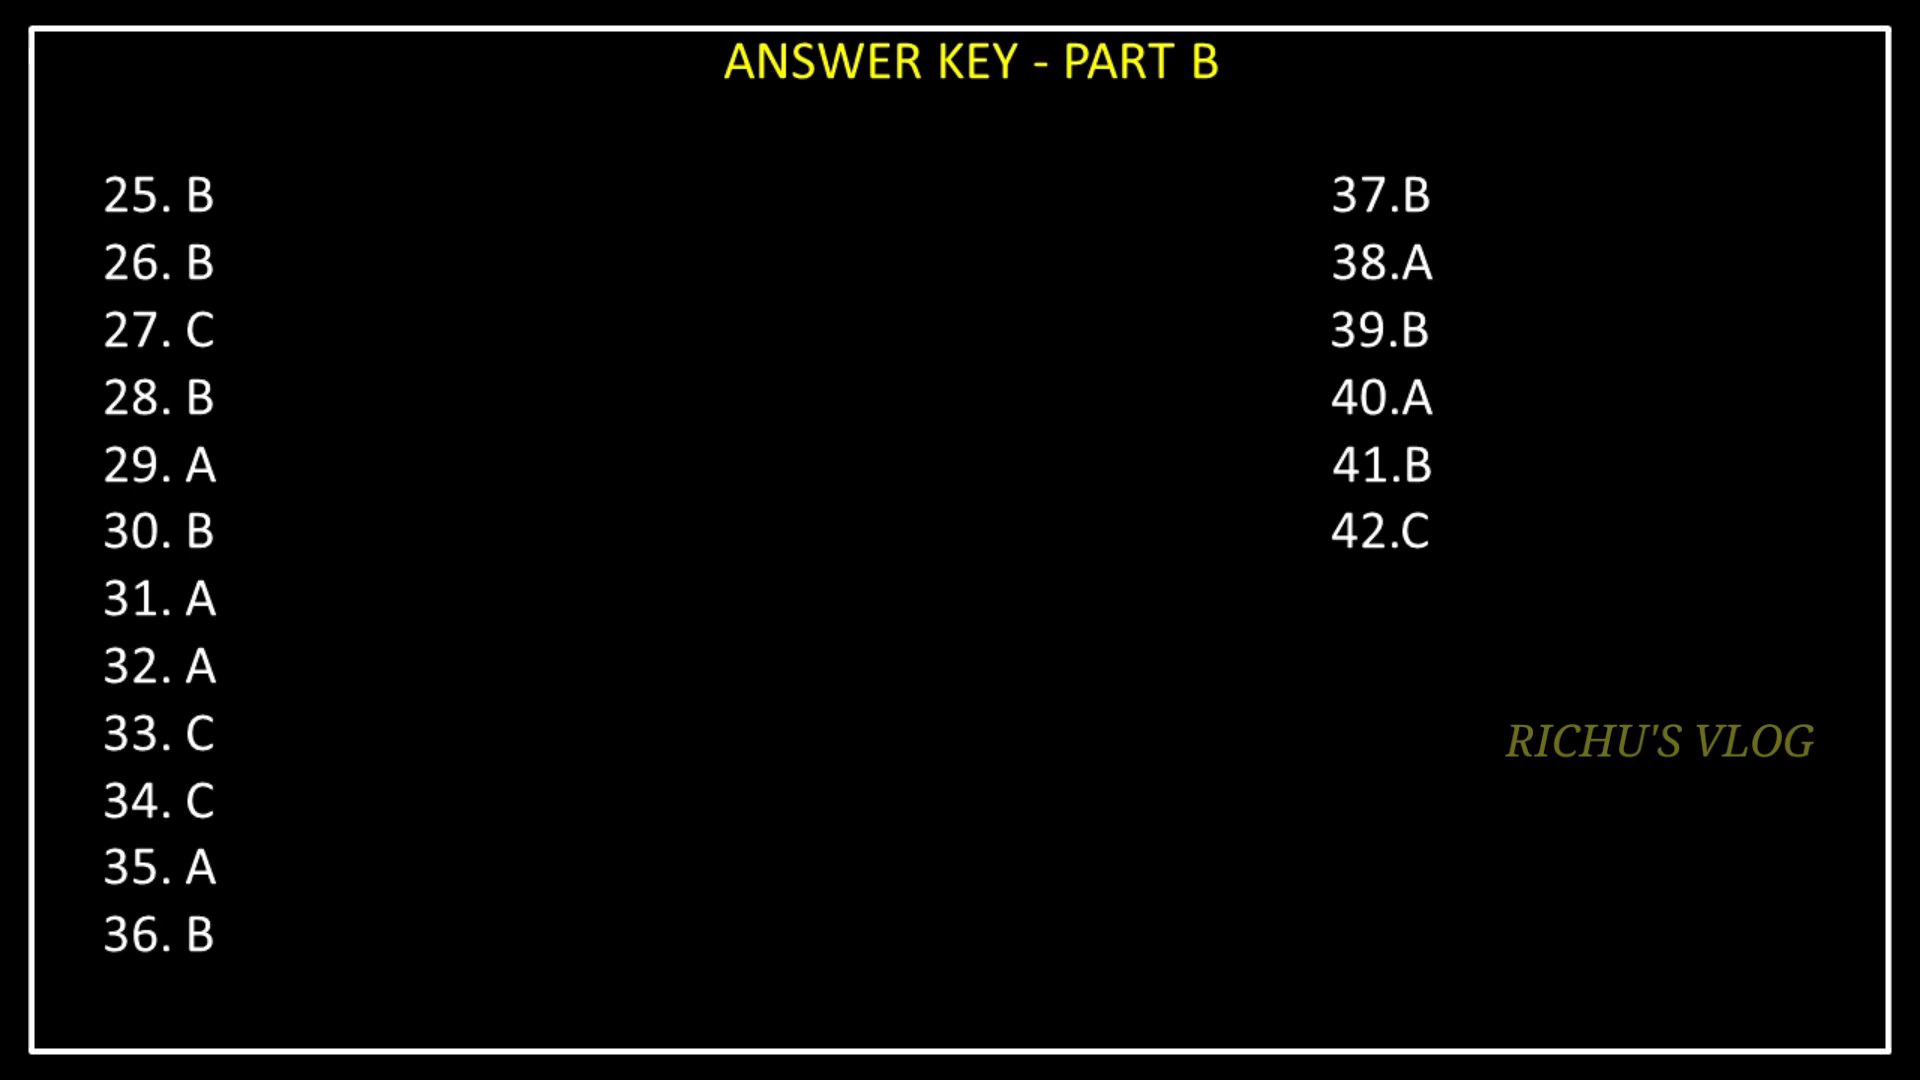 ANSWER KEY - PART B
25. B
26. B
27. C
28. B
29. A
30. B
31. A
32. A
33. C
34. C
35. A
36. B
37.B
38.A
39.B
40.A
41.B
42.C
RICHU'S VLOG